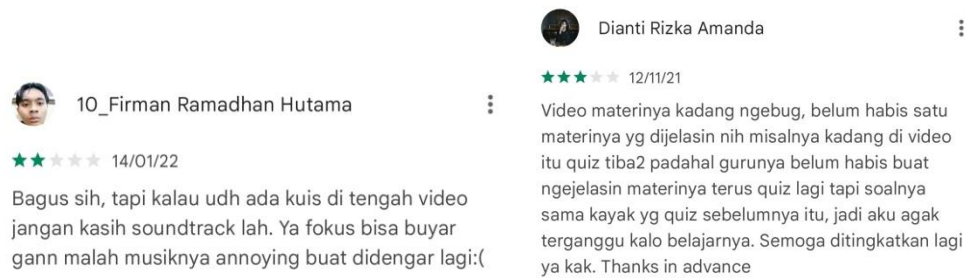 10_Firman Ramadhan Hutama
14/01/22
Bagus sih, tapi kalau udh ada kuis di tengah video
jangan kasih soundtrack lah. Ya fokus bisa buyar
gann malah musiknya annoying buat didengar lagi:(
Dianti Rizka Amanda
12/11/21
Video materinya kadang ngebug, belum habis satu
materinya yg dijelasin nih misalnya kadang di video
itu quiz tiba2 padahal gurunya belum habis buat
ngejelasin materinya terus quiz lagi tapi soalnya
sama kayak yg quiz sebelumnya itu, jadi aku agak
terganggu kalo belajarnya. Semoga ditingkatkan lagi
ya kak. Thanks in advance